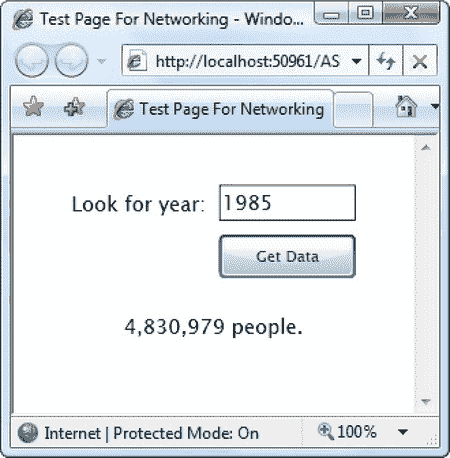 Test Page For Networking - Windo...
http://localhost:50961/AS
Test Page For Networking
Look for year: 1985
Get Data
4,830,979 people.
Internet | Protected Mode: On 100%